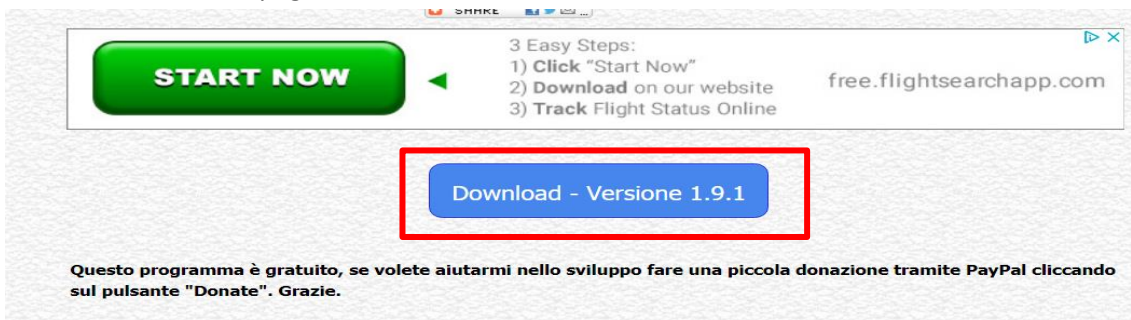 SHARE
START NOW
3 Easy Steps:
1) Click “Start Now”
2) Download on our website
3) Track Flight Status Online
free.flightsearchapp.com
Download - Versione 1.9.1
Questo programma è gratuito, se volete aiutarmi nello sviluppo fare una piccola donazione tramite PayPal cliccando
sul pulsante "Donate". Grazie.